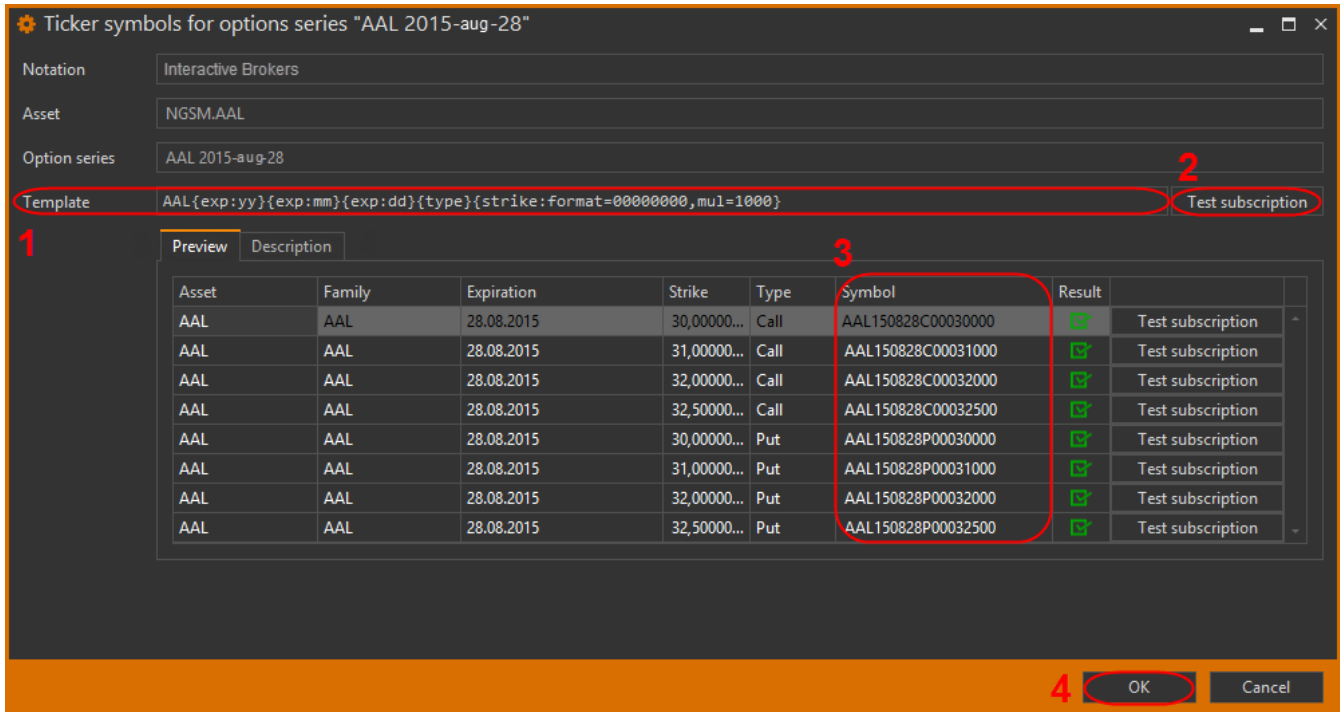 Ticker symbols for options series "AAL 2015-aug-28"
Notation Interactive Brokers
Asset NGSM.AAL
Option series AAL 2015-aug-28
2
Template AAL{exp:yy}{exp:mm}{exp:dd}{type}{strike:format=00000000,mul=1000} Test subscription
1
Preview Description
3
Asset Family Expiration Strike Type Symbol Result
AAL AAL 28.08.2015 30,00000... Call AAL150828C00030000 Test subscription
AAL AAL 28.08.2015 31,00000... Call AAL150828C00031000 Test subscription
AAL AAL 28.08.2015 32,00000... Call AAL150828C00032000 Test subscription
AAL AAL 28.08.2015 32,50000... Call AAL150828C00032500 Test subscription
AAL AAL 28.08.2015 30,00000... Put AAL150828P00030000 Test subscription
AAL AAL 28.08.2015 31,00000... Put AAL150828P00031000 Test subscription
AAL AAL 28.08.2015 32,00000... Put AAL150828P00032000 Test subscription
AAL AAL 28.08.2015 32,50000... Put AAL150828P00032500 Test subscription
4 OK Cancel